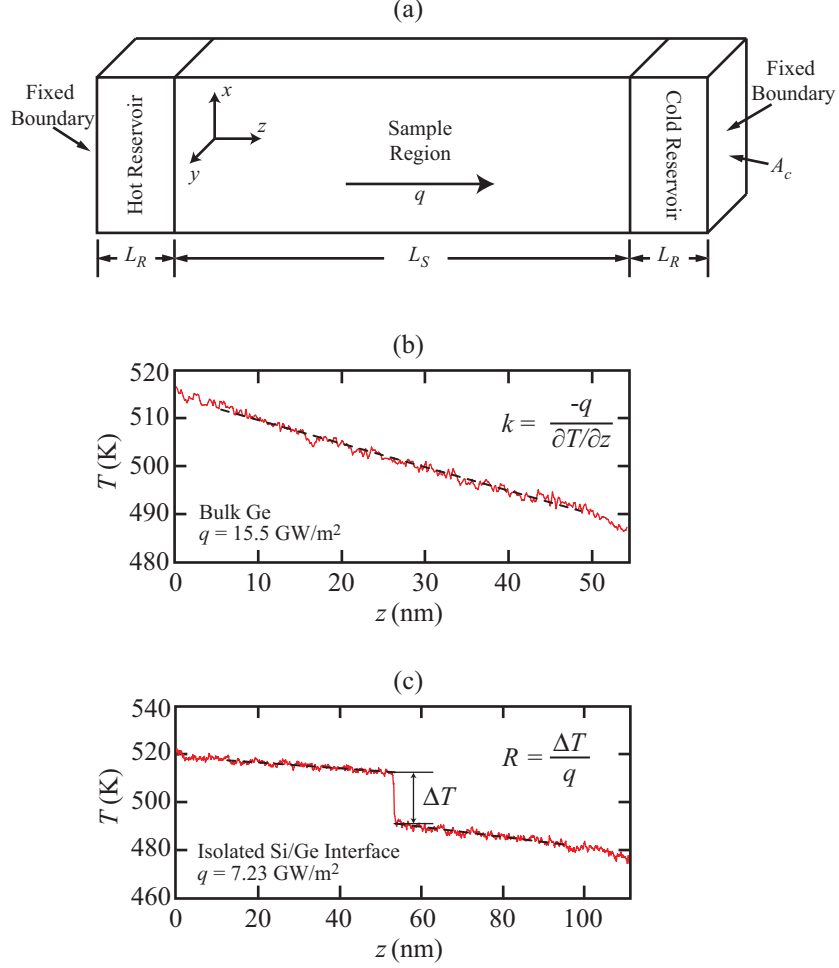 (a)
Fixed
Boundary
Hot Reservoir
x
z
y
Sample
Region
q
Cold Reservoir
Fixed
Boundary
A_c
L_R
L_S
L_R
(b)
520
510
500
490
480
T (K)
k = -q / ∂T/∂z
Bulk Ge
q = 15.5 GW/m²
0 10 20 30 40 50
z (nm)
(c)
540
520
500
480
460
T (K)
R = ΔT / q
ΔT
Isolated Si/Ge Interface
q = 7.23 GW/m²
0 20 40 60 80 100
z (nm)